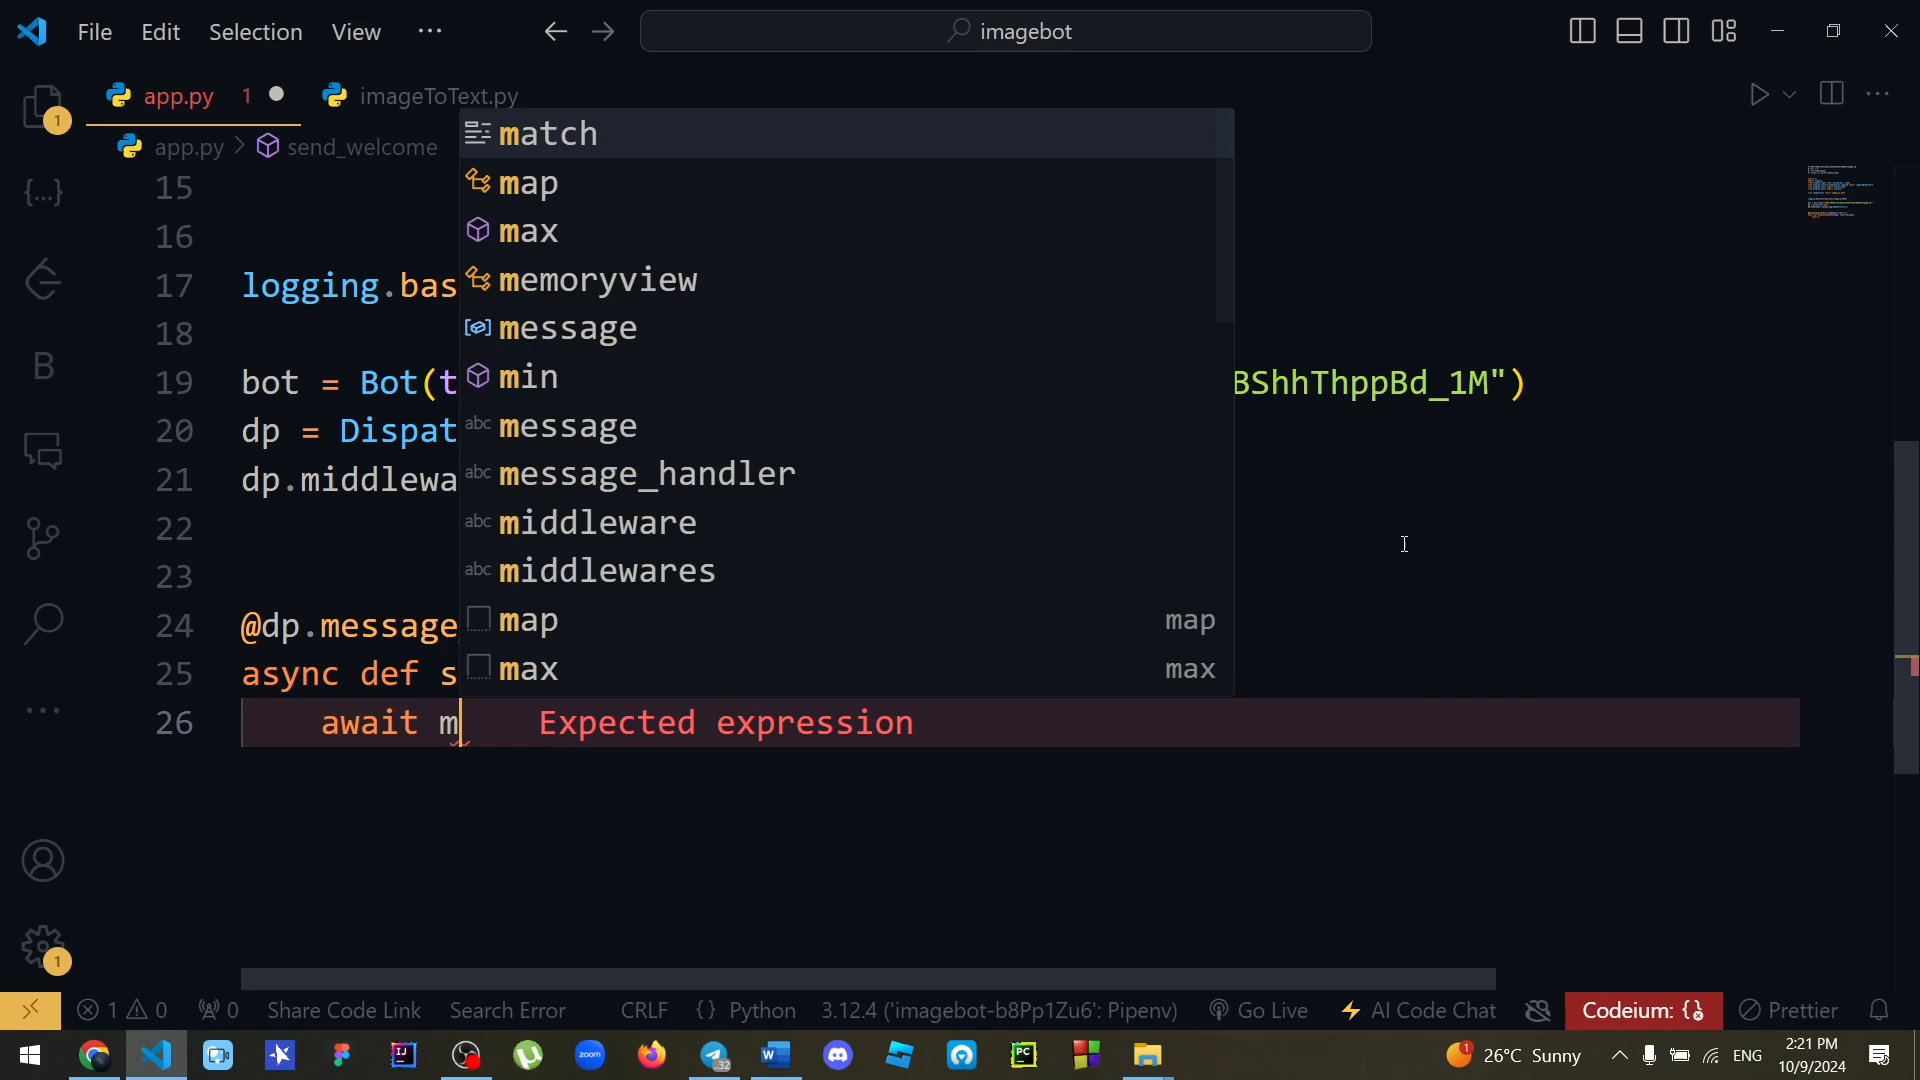 File Edit Selection View ··· imagebot
app.py 1 imageToText.py
app.py > send_welcome
15
16
17 logging.bas
18
19 bot = Bot(t BShhThppBd_1M")
20 dp = Dispat
21 dp.middlewa
22
23
24 @dp.message
25 async def s
26 await m Expected expression
match
map
max
memoryview
message
min
message
message_handler
middleware
middlewares
map map
max max
1
1
1 0 0 Share Code Link Search Error CRLF {} Python 3.12.4 ('imagebot-b8Pp1Zu6': Pipenv) Go Live AI Code Chat Codeium: {} Prettier
26°C Sunny ENG 2:21 PM
10/9/2024